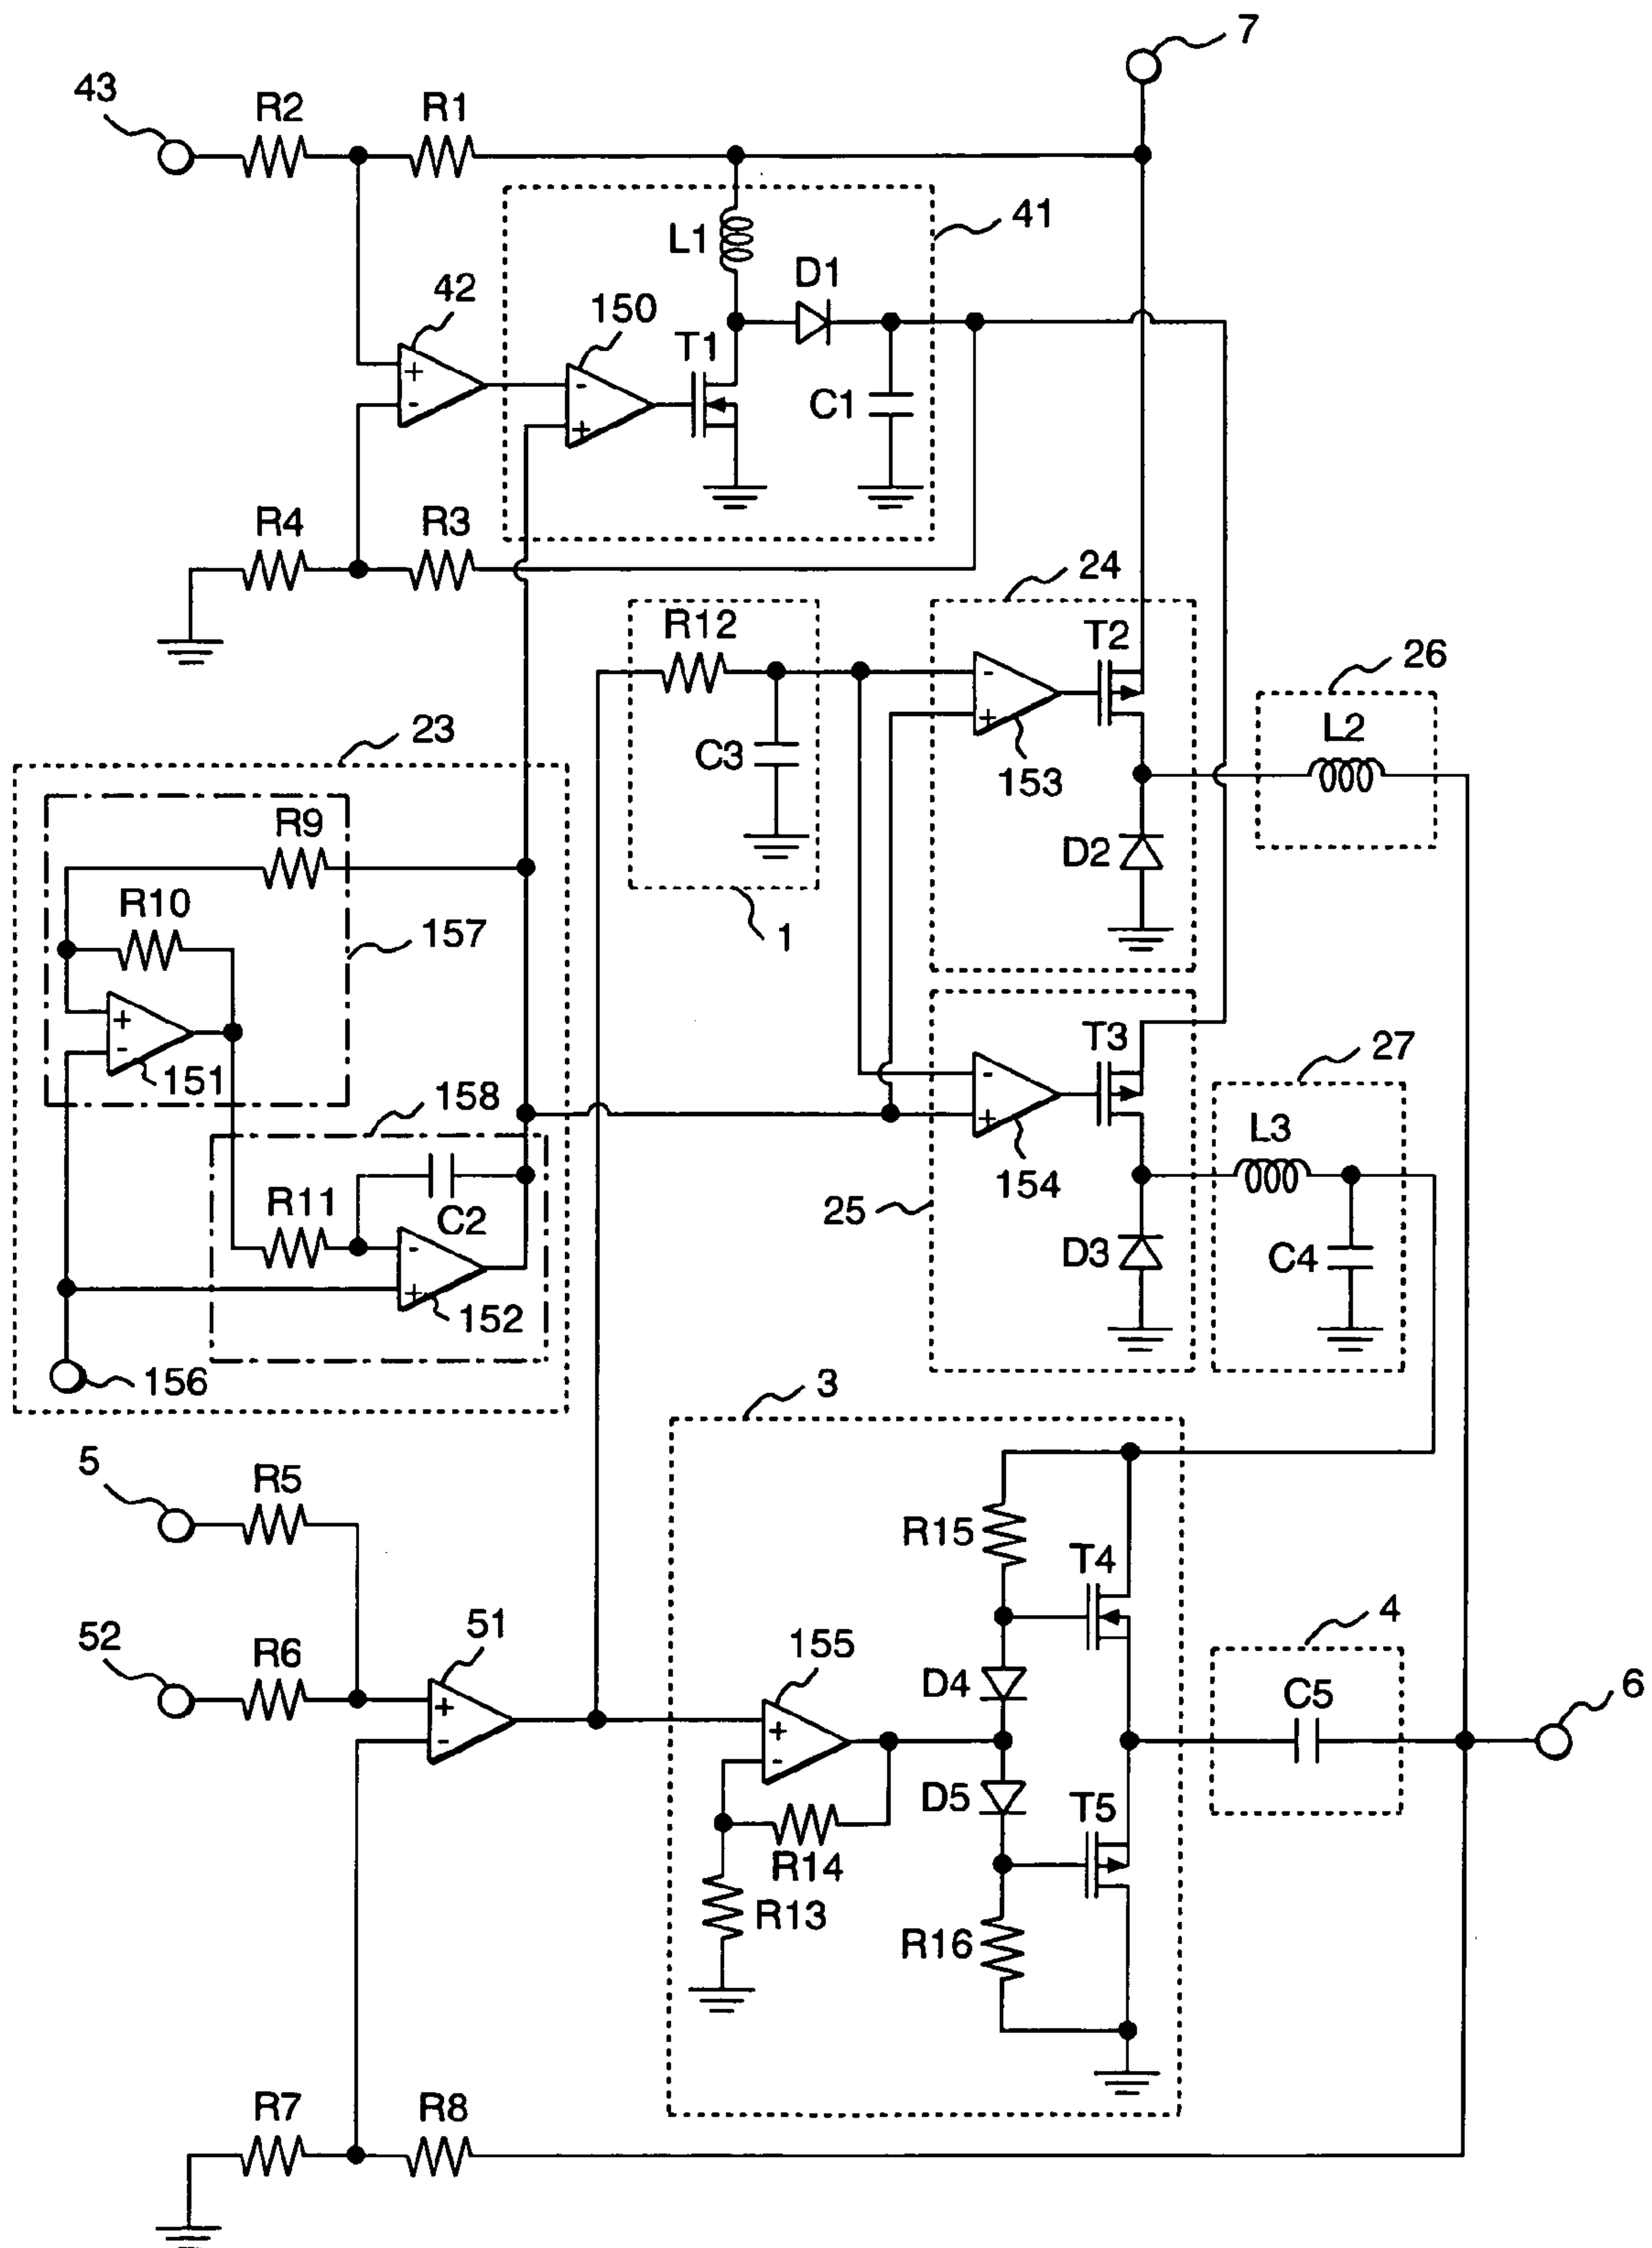 7
43
R2
R1
41
L1
D1
42
150
T1
C1
+
-
-
+
R4
R3
24
R12
T2
26
L2
-
+
23
C3
153
R9
D2
R10
157
1
+
-
151
T3
27
158
-
+
L3
R11
C2
154
25
-
+
D3
C4
152
156
3
5
R5
R15
T4
52
R6
51
155
4
D4
C5
6
+
-
+
-
D5
T5
R14
R13
R16
R7
R8